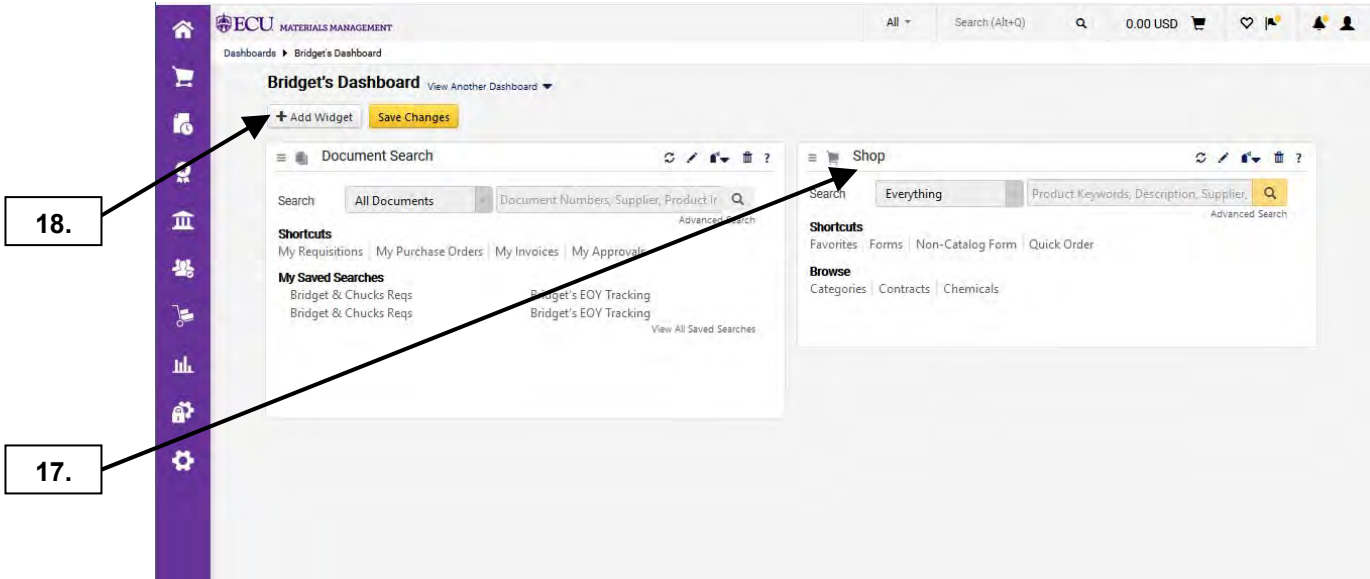 ECU MATERIALS MANAGEMENT All Search (Alt+Q) 0.00 USD
Dashboards Bridget's Dashboard
Bridget's Dashboard View Another Dashboard
+ Add Widget Save Changes
Document Search ?
Search All Documents Document Numbers, Supplier, Product Ir
Advanced Search
Shortcuts
My Requisitions My Purchase Orders My Invoices My Approvals
My Saved Searches
Bridget & Chucks Reqs Bridget's EOY Tracking
Bridget & Chucks Reqs Bridget's EOY Tracking
View All Saved Searches
Shop ?
Search Everything Product Keywords, Description, Supplier,
Advanced Search
Shortcuts
Favorites Forms Non-Catalog Form Quick Order
Browse
Categories Contracts Chemicals
18.
17.